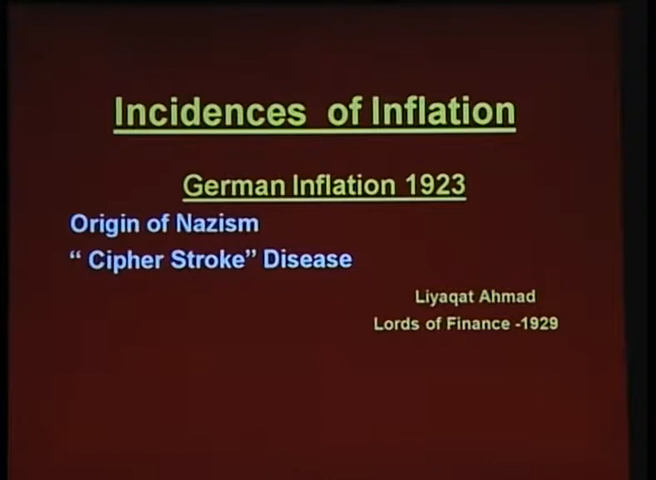 Incidences of Inflation
German Inflation 1923
Origin of Nazism
“ Cipher Stroke” Disease
Liyaqat Ahmad
Lords of Finance -1929